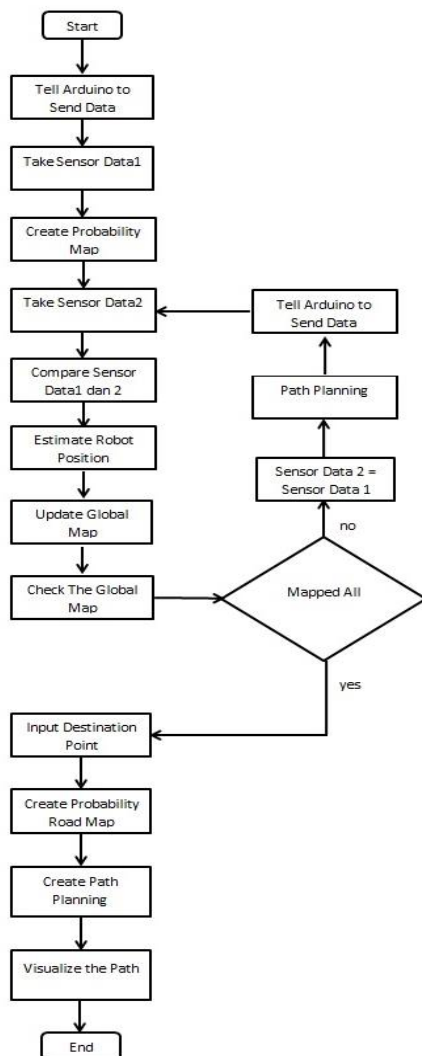 Start
Tell Arduino to
Send Data
Take Sensor Data1
Create Probability
Map
Take Sensor Data2
Compare Sensor
Data1 dan 2
Estimate Robot
Position
Update Global
Map
Check The Global
Map
Mapped All
no
Sensor Data 2 =
Sensor Data 1
Path Planning
Tell Arduino to
Send Data
yes
Input Destination
Point
Create Probability
Road Map
Create Path
Planning
Visualize the Path
End